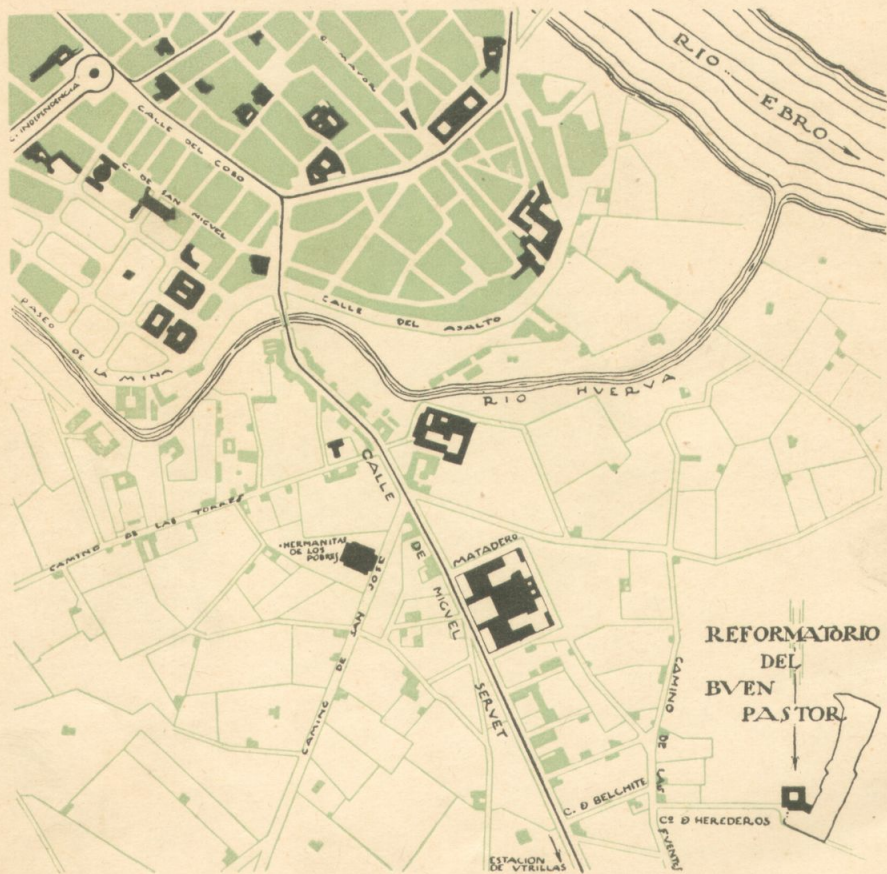 RIO
EBRO
C. MAYOR
C. INDEPENDENCIA
CALLE DEL COSO
C. DE SAN MIGUEL
CALLE DEL ASALTO
PASEO DE LA MINA
RIO HUERVA
CALLE DE MIGUEL SERVET
CAMINO DE LAS TORRES
HERMANITAS
DE LOS
POBRES
MATADERO
CAMINO DE SAN JOSE
REFORMATORIO
DEL
BVEN
PASTOR
CAMINO DE LAS FVENTES
C. D BELCHITE
Cº D HEREDEROS
ESTACION
DE VTRILLAS